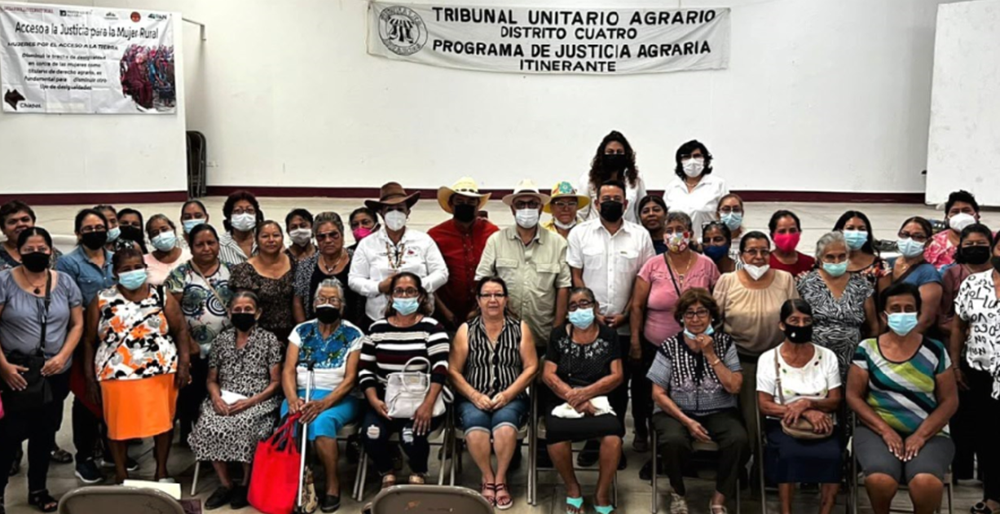 Acceso a la Justicia para la Mujer Rural
MUJERES POR EL ACCESO A LA TIERRA
Disminuir la brecha de desigualdad
en contra de las mujeres como
titulares de derecho agrario, es
fundamental para disminuir otro
tipo de desigualdades
Chiapas
TRIBUNAL UNITARIO AGRARIO
DISTRITO CUATRO
PROGRAMA DE JUSTICIA AGRARIA
ITINERANTE